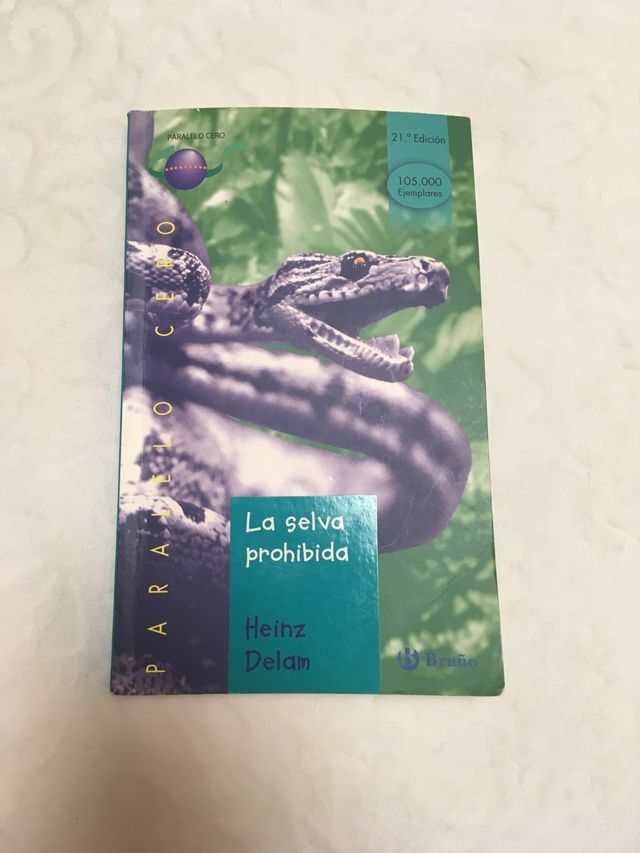 PARALELO CERO
21.ª Edición
105.000
Ejemplares
PARALELO CERO
La selva
prohibida
Heinz
Delam
Bruño